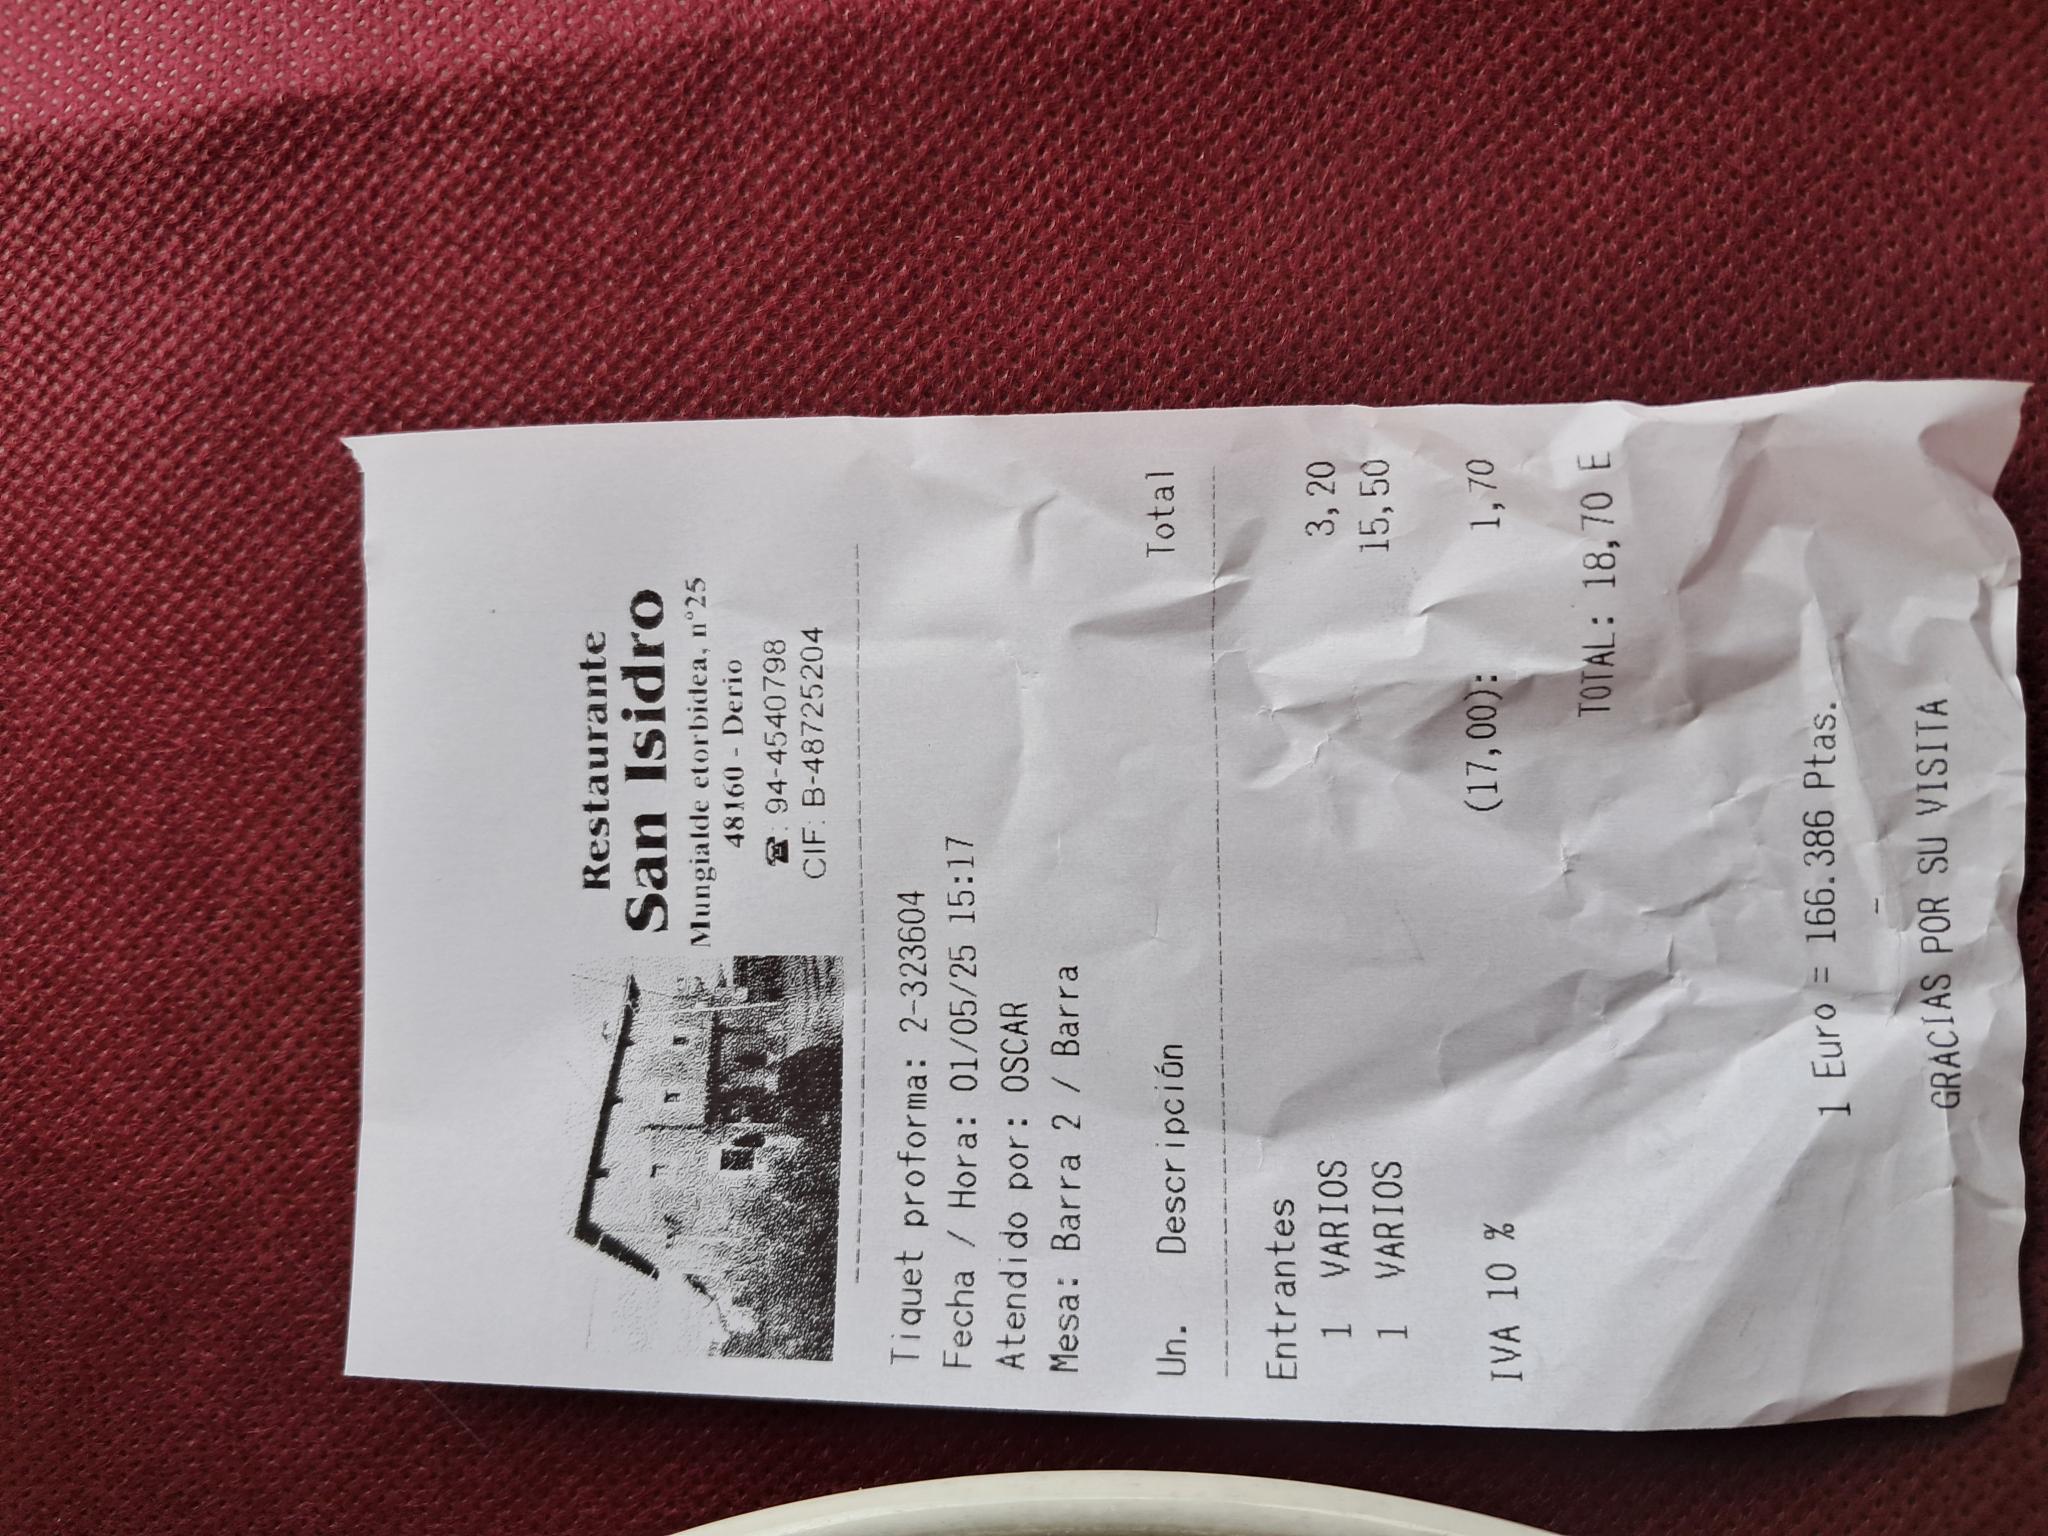 Restaurante
San Isidro
Mungialde etorbidea, nº25
48160 - Derio
☎: 94-4540798
CIF: B-48725204
Tiquet proforma: 2-323604
Fecha / Hora: 01/05/25 15:17
Atendido por: OSCAR
Mesa: Barra 2 / Barra
Un. Descripción Total
Entrantes
1 VARIOS 3,20
1 VARIOS 15,50
IVA 10 % (17,00): 1,70
TOTAL: 18,70 E
1 Euro = 166.386 Ptas.
-
GRACIAS POR SU VISITA